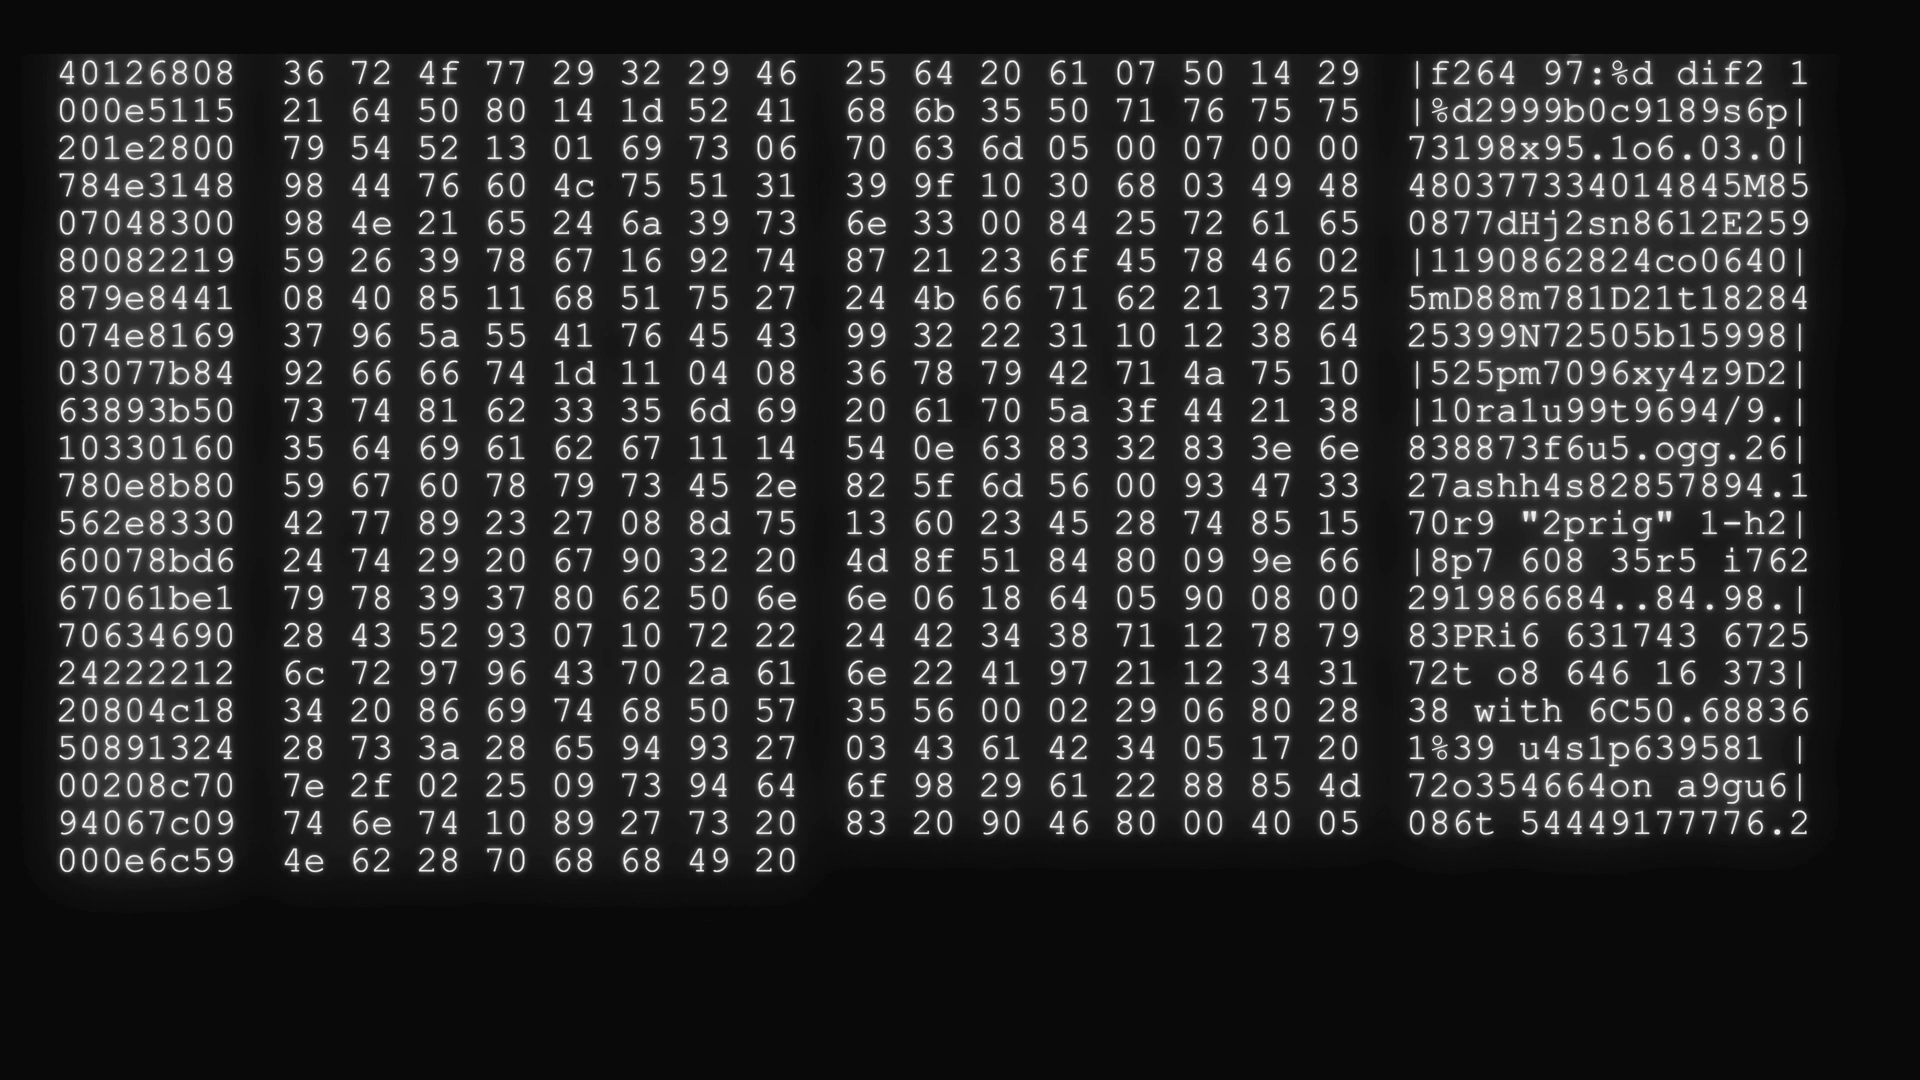 40126808 36 72 4f 77 29 32 29 46 25 64 20 61 07 50 14 29 |f264 97:%d dif2 1
000e5115 21 64 50 80 14 1d 52 41 68 6b 35 50 71 76 75 75 |%d2999b0c9189s6p|
201e2800 79 54 52 13 01 69 73 06 70 63 6d 05 00 07 00 00 73198x95.1o6.03.0|
784e3148 98 44 76 60 4c 75 51 31 39 9f 10 30 68 03 49 48 480377334014845M85
07048300 98 4e 21 65 24 6a 39 73 6e 33 00 84 25 72 61 65 0877dHj2sn8612E259
80082219 59 26 39 78 67 16 92 74 87 21 23 6f 45 78 46 02 |1190862824co0640|
879e8441 08 40 85 11 68 51 75 27 24 4b 66 71 62 21 37 25 5mD88m781D21t18284
074e8169 37 96 5a 55 41 76 45 43 99 32 22 31 10 12 38 64 25399N72505b15998|
03077b84 92 66 66 74 1d 11 04 08 36 78 79 42 71 4a 75 10 |525pm7096xy4z9D2|
63893b50 73 74 81 62 33 35 6d 69 20 61 70 5a 3f 44 21 38 |10ra1u99t9694/9.|
10330160 35 64 69 61 62 67 11 14 54 0e 63 83 32 83 3e 6e 838873f6u5.ogg.26|
780e8b80 59 67 60 78 79 73 45 2e 82 5f 6d 56 00 93 47 33 27ashh4s82857894.1
562e8330 42 77 89 23 27 08 8d 75 13 60 23 45 28 74 85 15 70r9 "2prig" 1-h2|
60078bd6 24 74 29 20 67 90 32 20 4d 8f 51 84 80 09 9e 66 |8p7 608 35r5 i762
67061be1 79 78 39 37 80 62 50 6e 6e 06 18 64 05 90 08 00 291986684..84.98.|
70634690 28 43 52 93 07 10 72 22 24 42 34 38 71 12 78 79 83PRi6 631743 6725
24222212 6c 72 97 96 43 70 2a 61 6e 22 41 97 21 12 34 31 72t o8 646 16 373|
20804c18 34 20 86 69 74 68 50 57 35 56 00 02 29 06 80 28 38 with 6C50.68836
50891324 28 73 3a 28 65 94 93 27 03 43 61 42 34 05 17 20 1%39 u4s1p639581 |
00208c70 7e 2f 02 25 09 73 94 64 6f 98 29 61 22 88 85 4d 72o354664on a9gu6|
94067c09 74 6e 74 10 89 27 73 20 83 20 90 46 80 00 40 05 086t 54449177776.2
000e6c59 4e 62 28 70 68 68 49 20